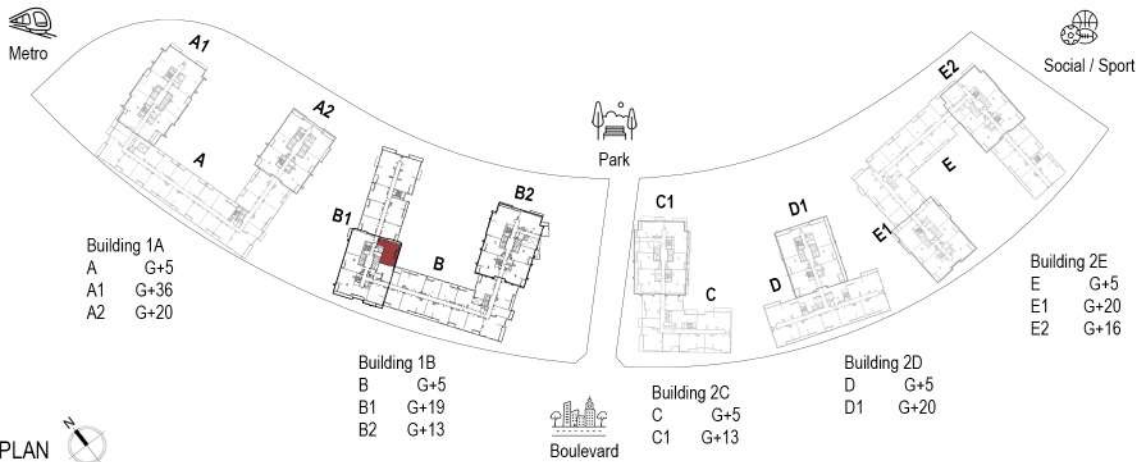 Metro
A1
A2
A
Building 1A
A G+5
A1 G+36
A2 G+20
B1
B
B2
Building 1B
B G+5
B1 G+19
B2 G+13
Park
Boulevard
C1
C
Building 2C
C G+5
C1 G+13
D1
D
Building 2D
D G+5
D1 G+20
E2
E
E1
Social / Sport
Building 2E
E G+5
E1 G+20
E2 G+16
PLAN
N